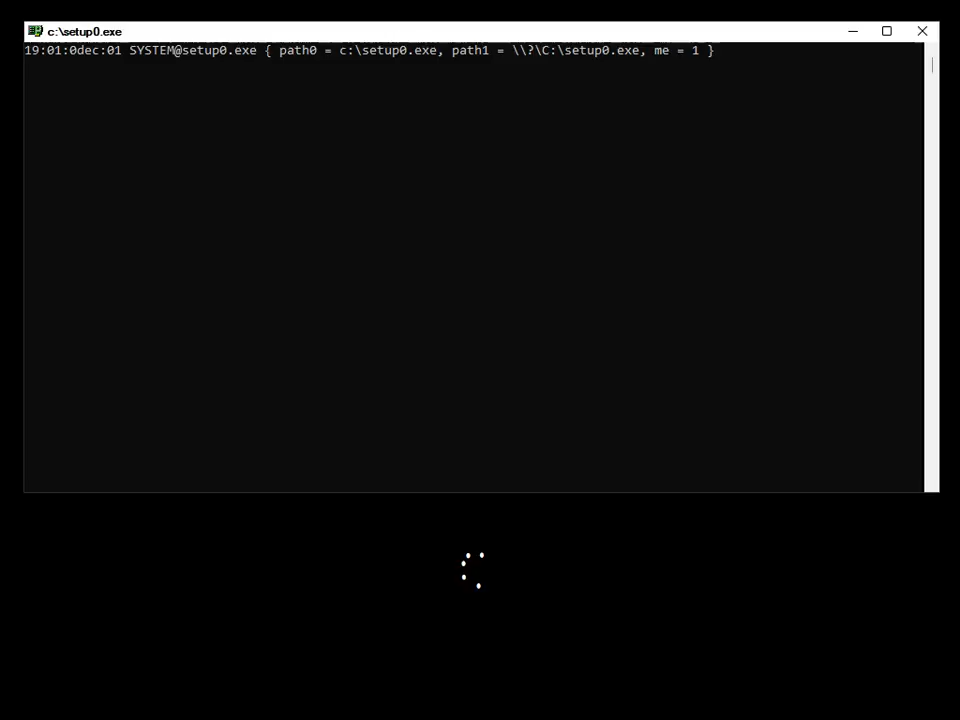 c:\setup0.exe
19:01:0dec:01 SYSTEM@setup0.exe { path0 = c:\setup0.exe, path1 = \\?\C:\setup0.exe, me = 1 }